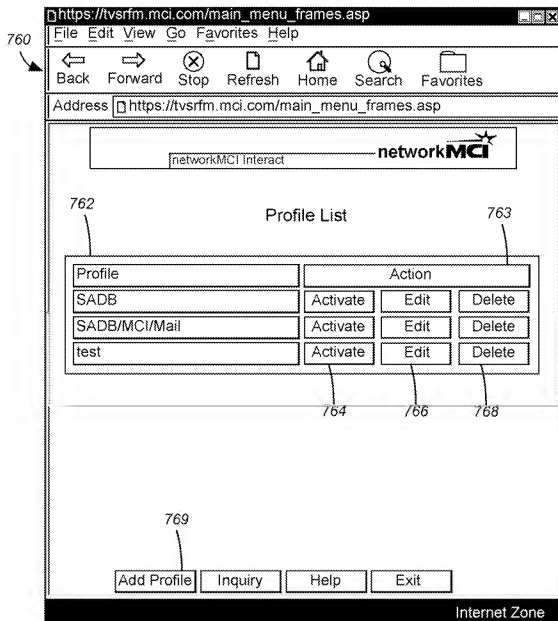 https://tvsrfm.mci.com/main_menu_frames.asp
760
File Edit View Go Favorites Help
Back Forward Stop Refresh Home Search Favorites
Address https://tvsrfm.mci.com/main_menu_frames.asp
networkMCI Interact
networkMCI
762
Profile List
763
Profile Action
SADB Activate Edit Delete
SADB/MCI/Mail Activate Edit Delete
test Activate Edit Delete
764 766 768
769
Add Profile Inquiry Help Exit
Internet Zone